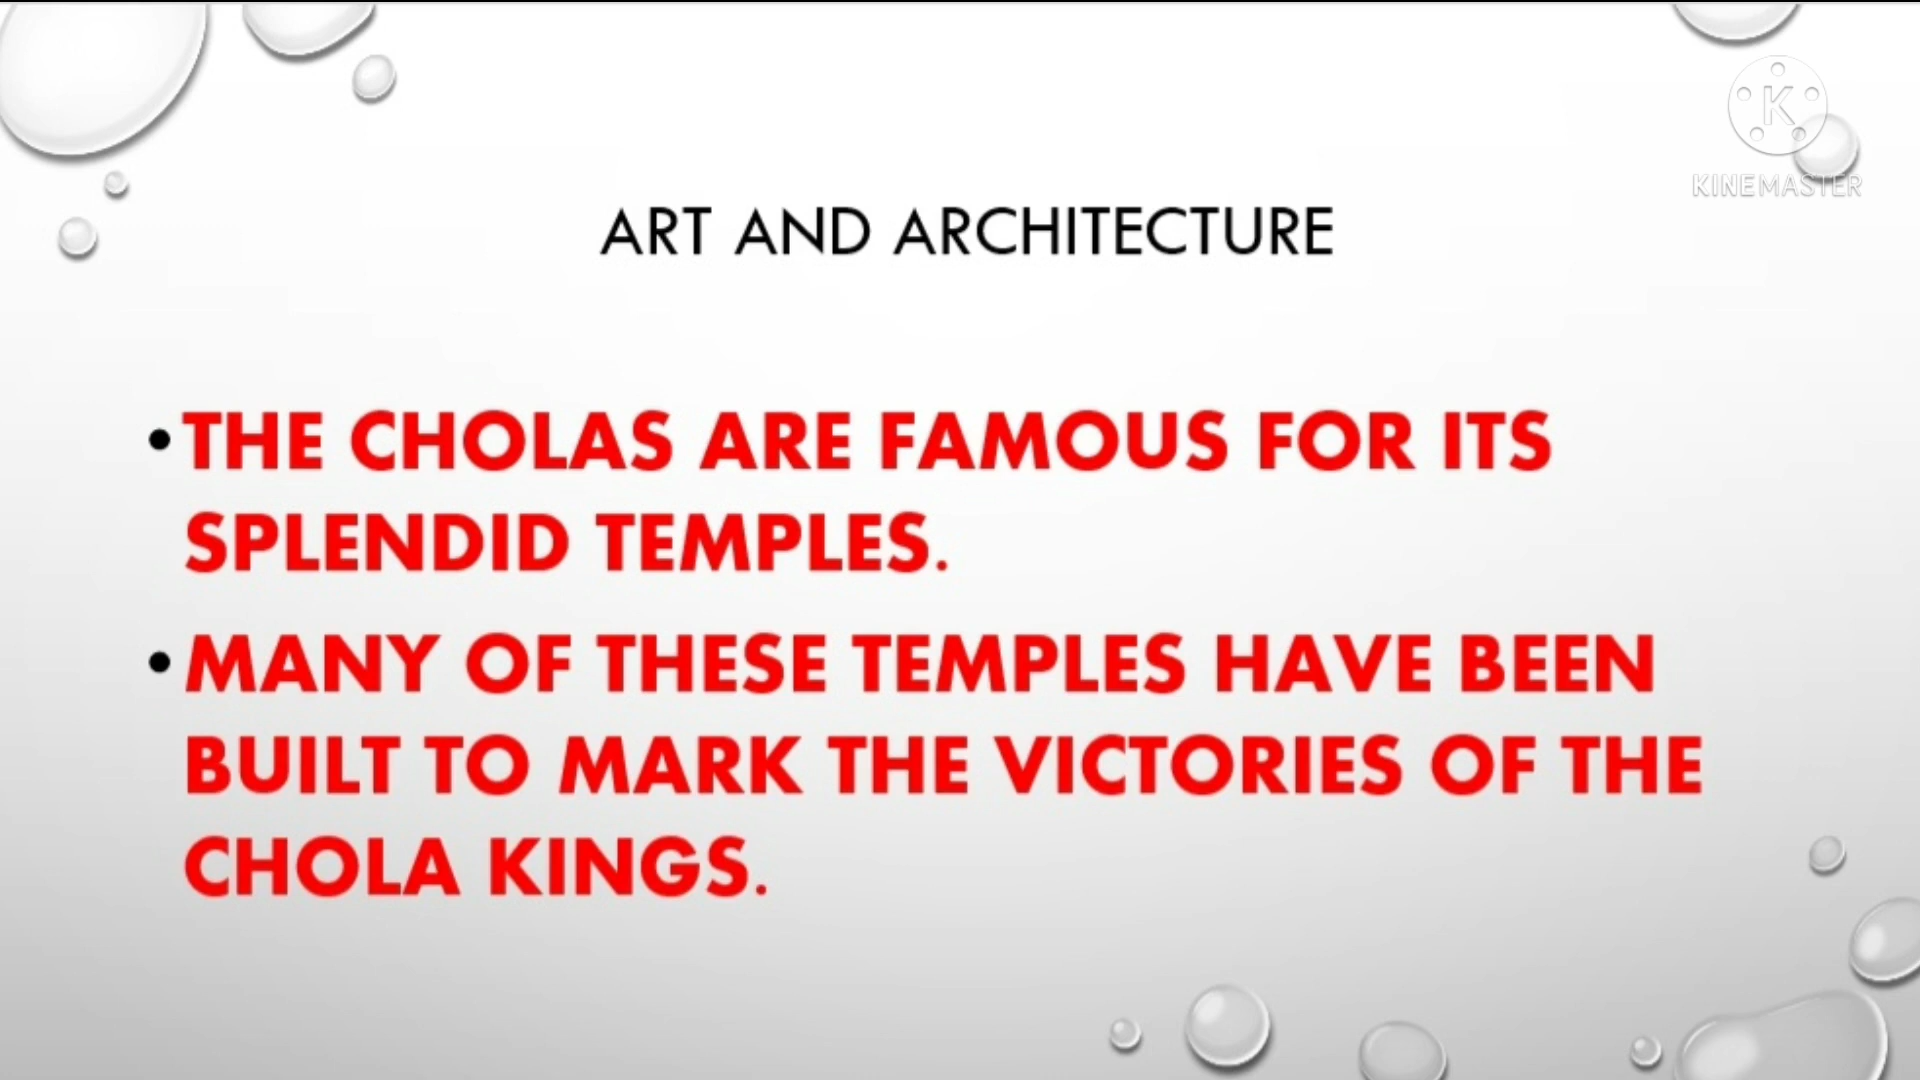 KINEMASTER
ART AND ARCHITECTURE
• THE CHOLAS ARE FAMOUS FOR ITS
SPLENDID TEMPLES.
• MANY OF THESE TEMPLES HAVE BEEN
BUILT TO MARK THE VICTORIES OF THE
CHOLA KINGS.